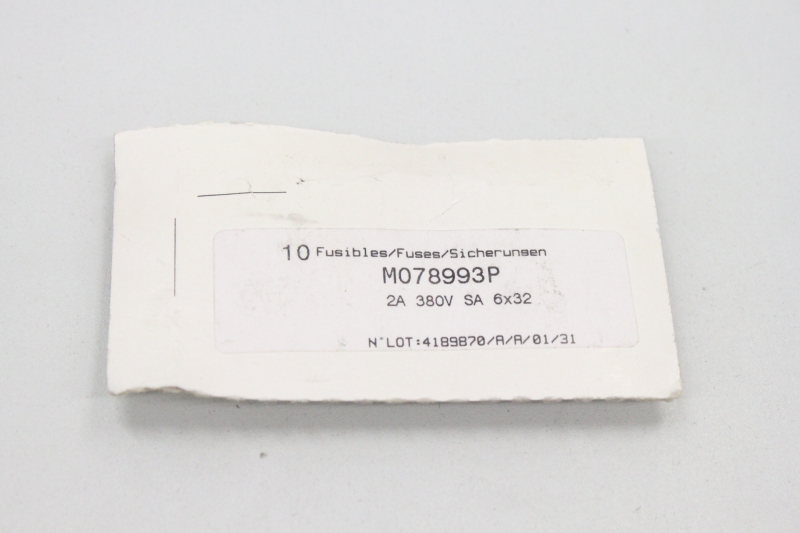 10 Fusibles/Fuses/Sicherungen
M078993P
2A 380V SA 6x32
N°LOT:4189870/A/A/01/31